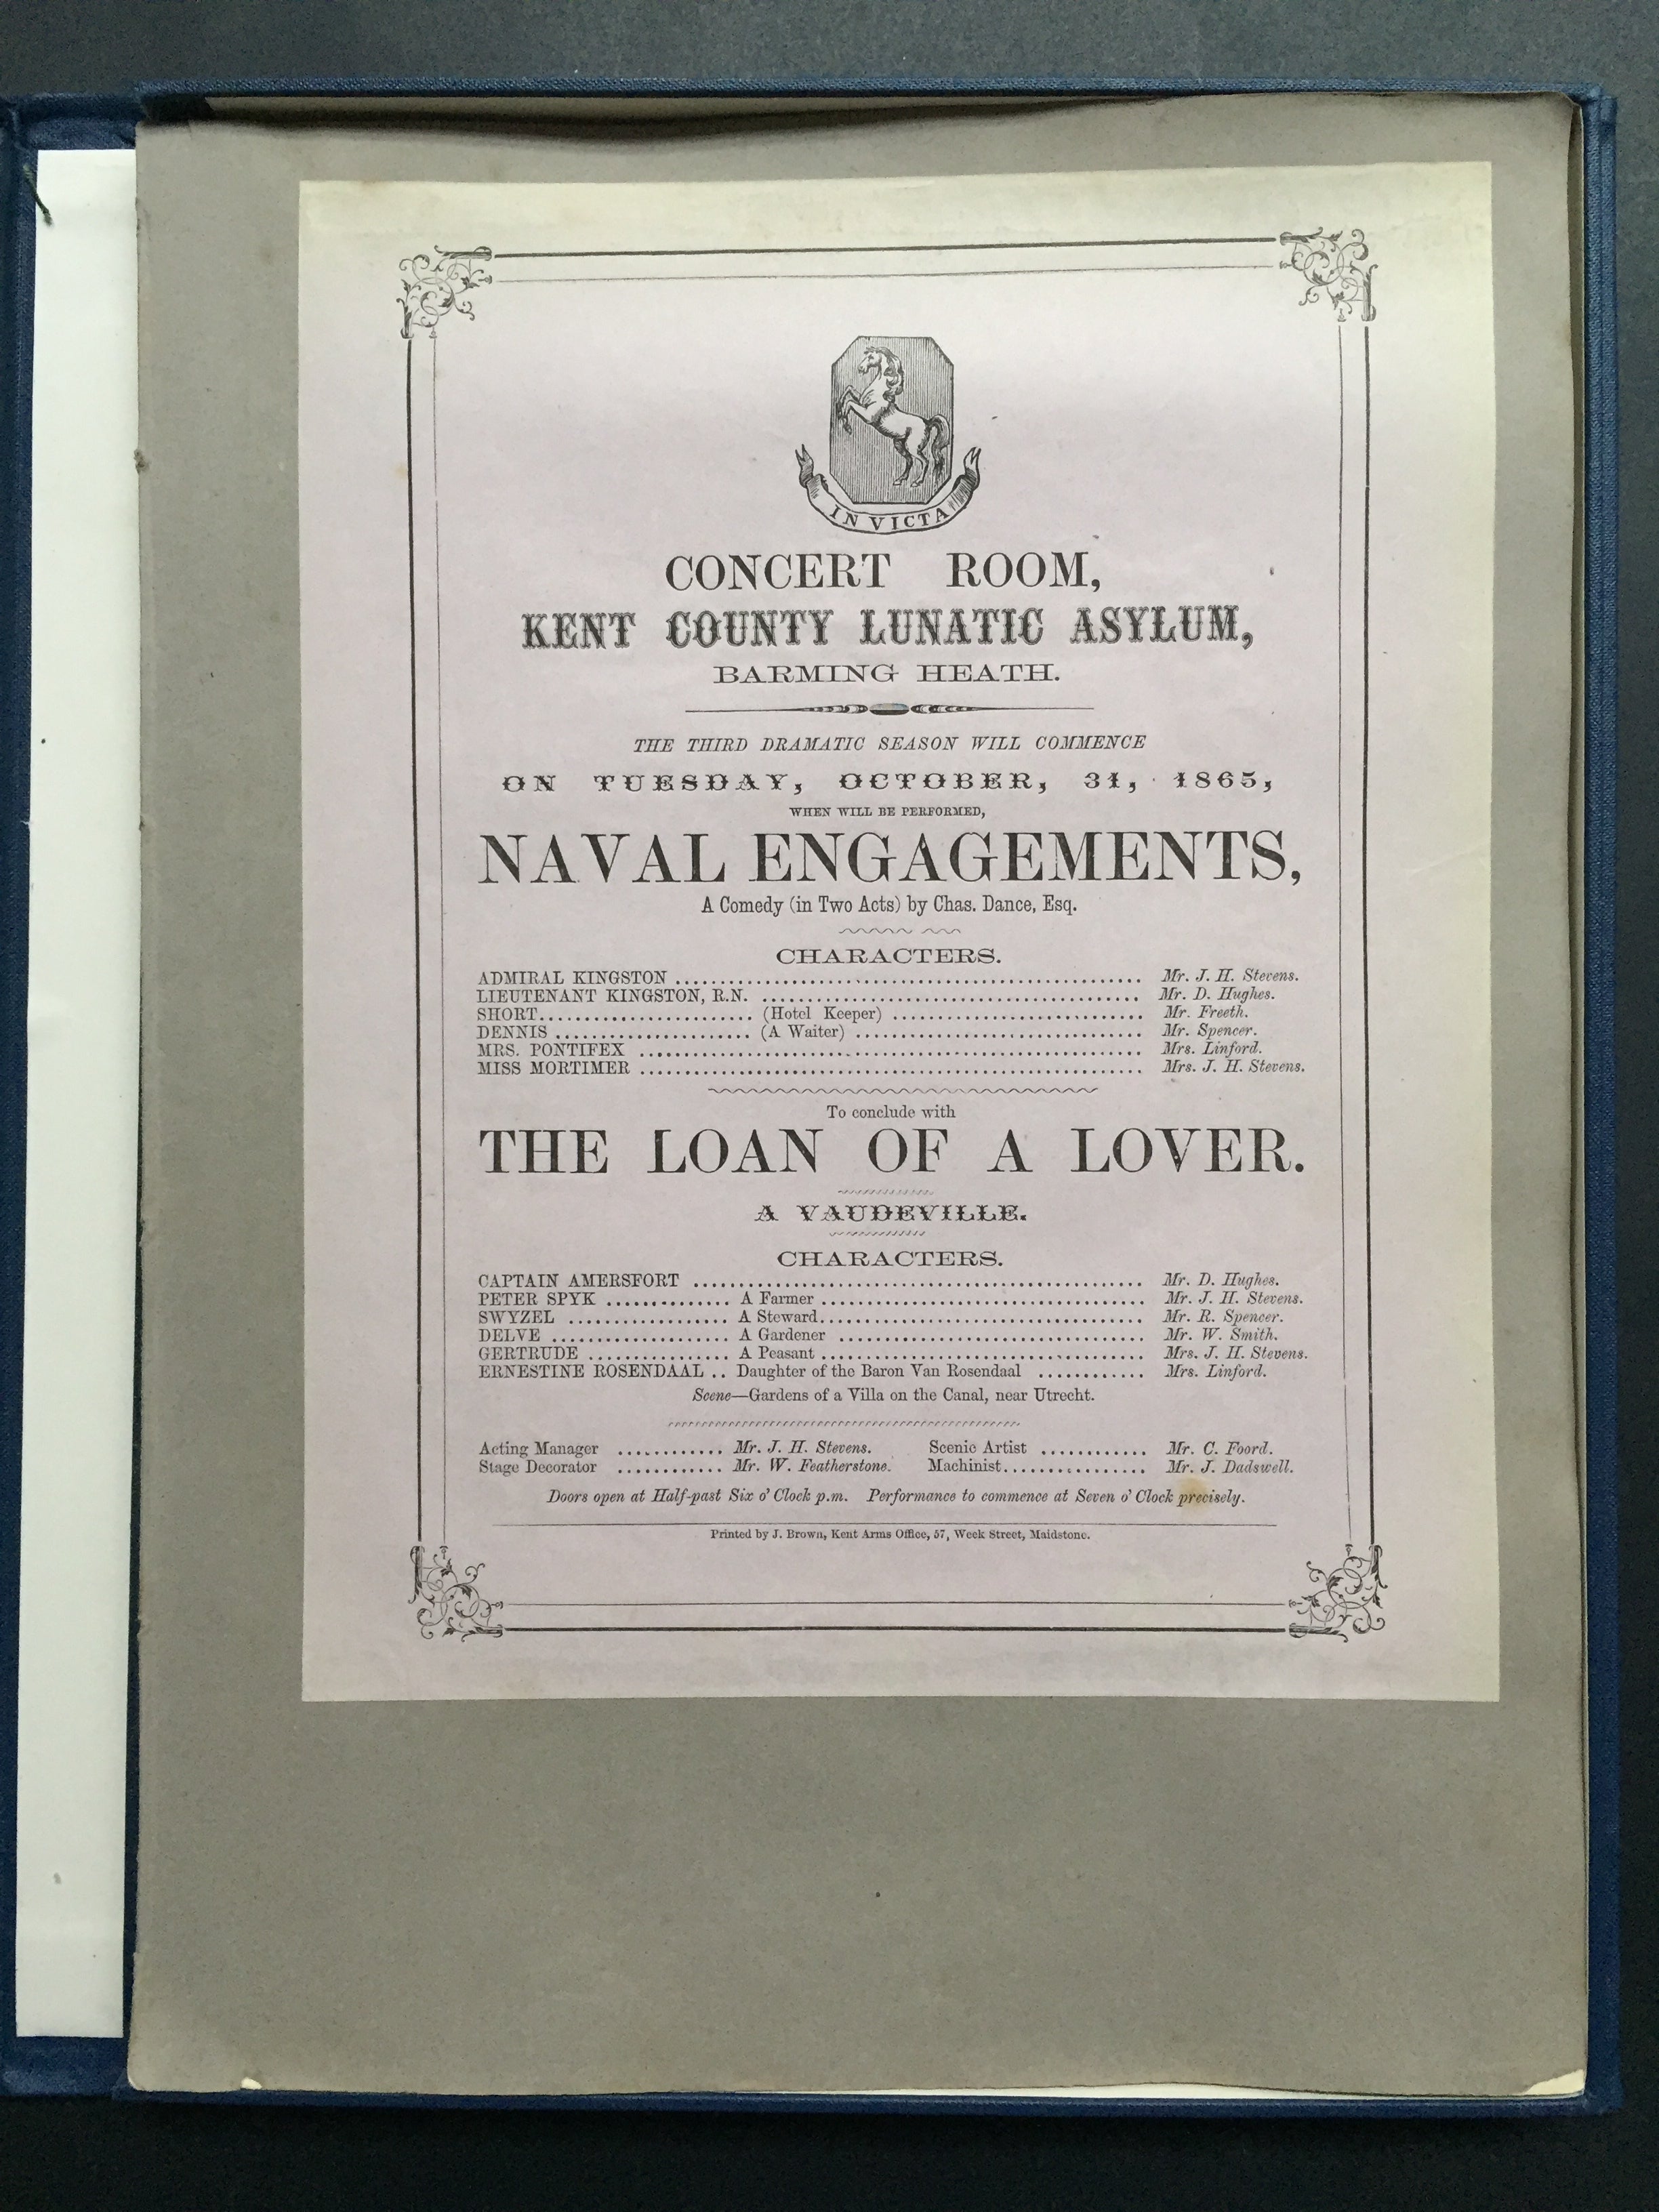 INVICTA
CONCERT ROOM,
KENT COUNTY LUNATIC ASYLUM,
BARMING HEATH.
THE THIRD DRAMATIC SEASON WILL COMMENCE
ON TUESDAY, OCTOBER, 31, 1865,
WHEN WILL BE PERFORMED,
NAVAL ENGAGEMENTS,
A Comedy (in Two Acts) by Chas. Dance, Esq.
CHARACTERS.
ADMIRAL KINGSTON .................................................... Mr. J. H. Stevens.
LIEUTENANT KINGSTON, R.N. .......................................... Mr. D. Hughes.
SHORT........................ (Hotel Keeper) ............................ Mr. Freeth.
DENNIS ...................... (A Waiter) ................................ Mr. Spencer.
MRS. PONTIFEX ........................................................ Mrs. Linford.
MISS MORTIMER ........................................................ Mrs. J. H. Stevens.
To conclude with
THE LOAN OF A LOVER.
A VAUDEVILLE.
CHARACTERS.
CAPTAIN AMERSFORT .................................................. Mr. D. Hughes.
PETER SPYK .............. A Farmer .................................... Mr. J. H. Stevens.
SWYZEL .................. A Steward.................................... Mr. R. Spencer.
DELVE .................... A Gardener .................................. Mr. W. Smith.
GERTRUDE ................ A Peasant .................................... Mrs. J. H. Stevens.
ERNESTINE ROSENDAAL .. Daughter of the Baron Van Rosendaal ............ Mrs. Linford.
Scene—Gardens of a Villa on the Canal, near Utrecht.
Acting Manager ............ Mr. J. H. Stevens. Scenic Artist ............ Mr. C. Foord.
Stage Decorator ............ Mr. W. Featherstone. Machinist................ Mr. J. Dadswell.
Doors open at Half-past Six o'Clock p.m. Performance to commence at Seven o'Clock precisely.
Printed by J. Brown, Kent Arms Office, 57, Week Street, Maidstone.